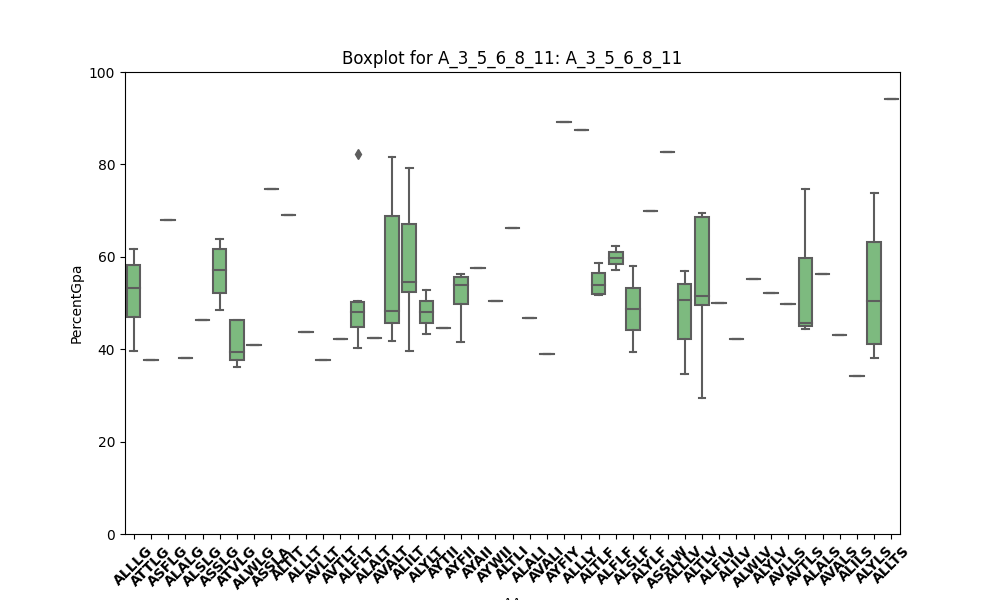 Boxplot for A_3_5_6_8_11: A_3_5_6_8_11
100
80
60
40
20
0
PercentGpa
ALLLG
ATTLG
ASFLG
ALALG
ALSLG
ASSLG
ATVLG
ALWLG
ASSLA
ALTIT
ALLLT
AVLLT
AVTLT
ALFLT
ALALT
AVALT
ALILT
ALYLT
AYTII
AYFII
AYAII
AYWII
ALTLI
ALALI
AVALI
AYFIY
ALLLY
ALTLF
ALFLF
ALSLF
ALYLF
ASSLW
ALLLV
ALTLV
ALFLV
ALILV
ALWLV
ALYLV
AVLLS
AVTLS
ALALS
AVALS
ALILS
ALYLS
ALLTS